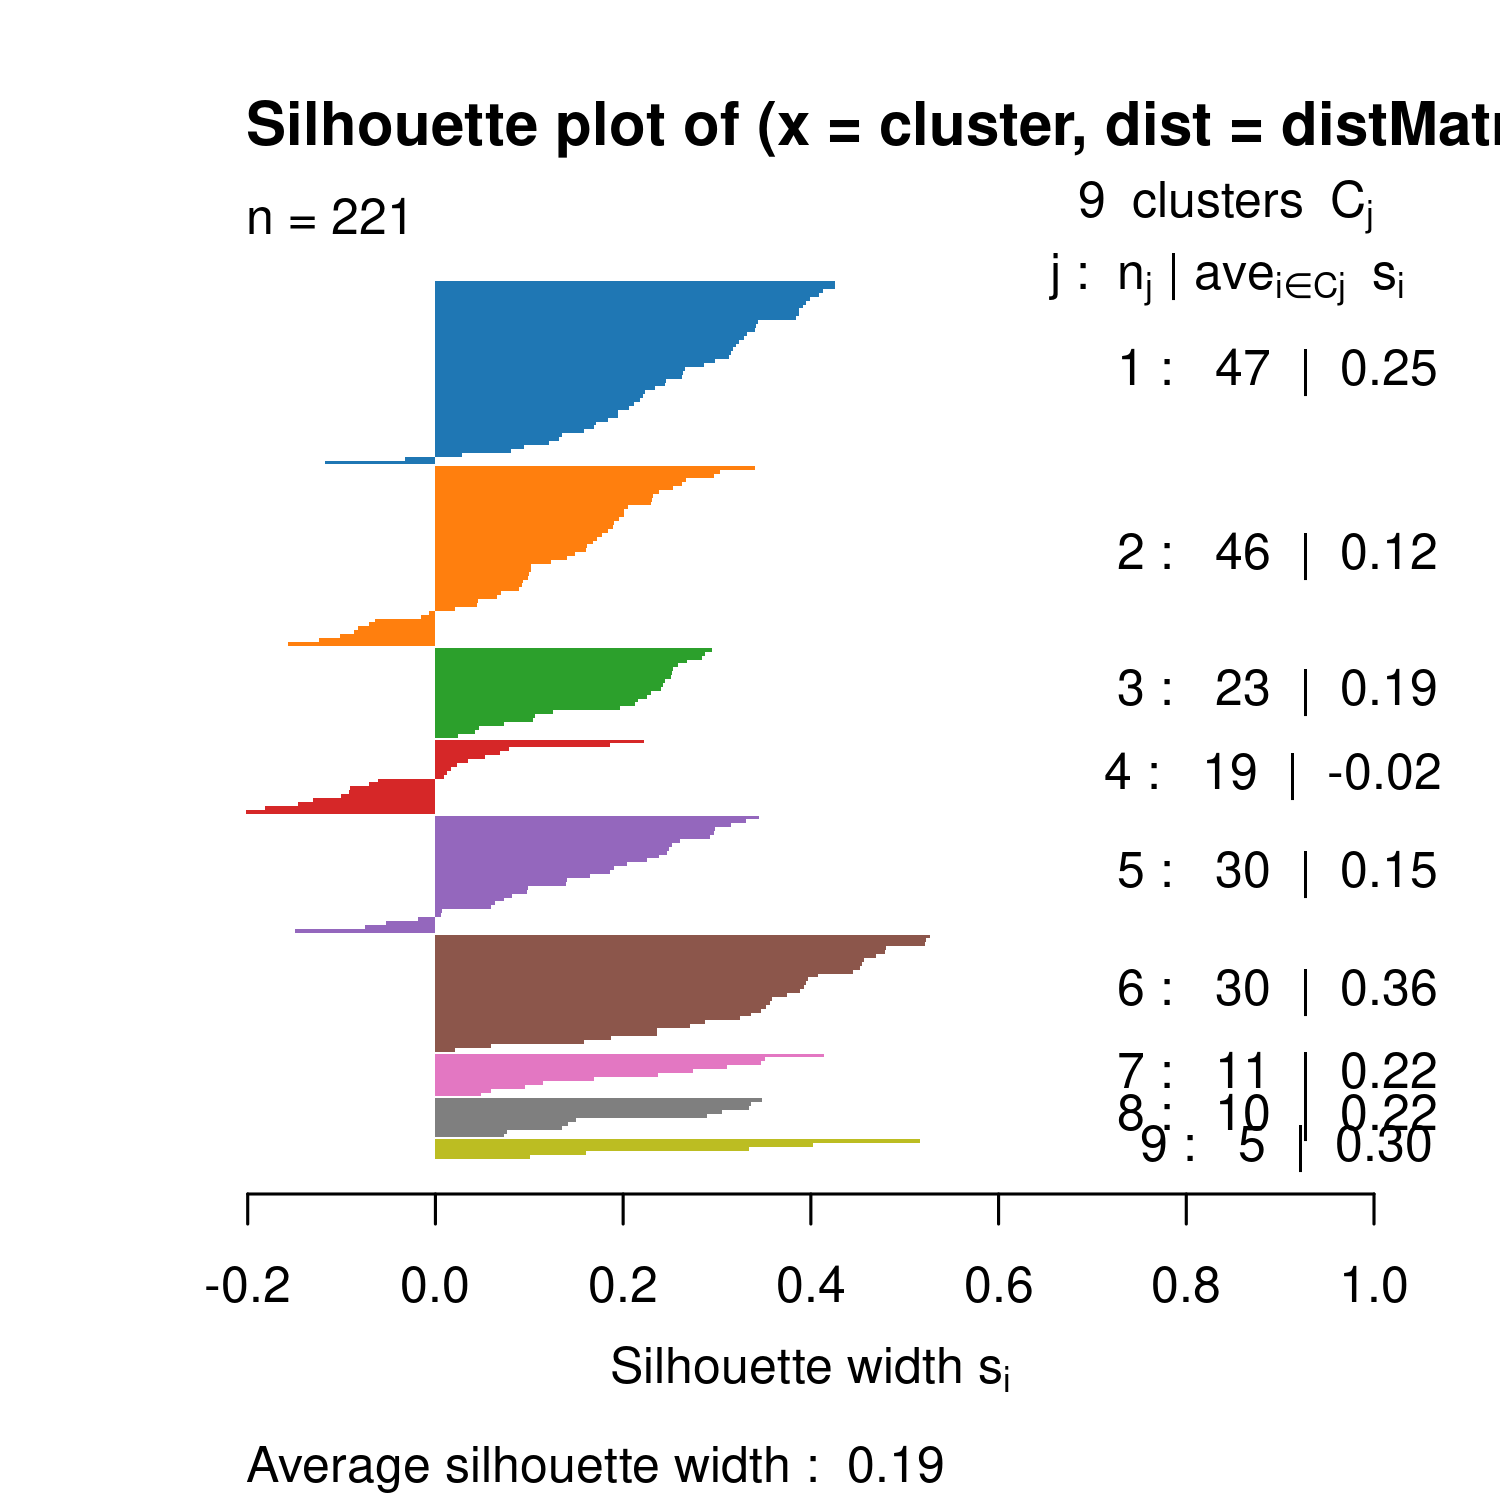 Silhouette plot of (x = cluster, dist = distMatr
n = 221
9 clusters Cj
j : nj | avei∈Cj si
1 : 47 | 0.25
2 : 46 | 0.12
3 : 23 | 0.19
4 : 19 | -0.02
5 : 30 | 0.15
6 : 30 | 0.36
7 : 11 | 0.22
8 : 10 | 0.22
9 : 5 | 0.30
-0.2 0.0 0.2 0.4 0.6 0.8 1.0
Silhouette width si
Average silhouette width : 0.19